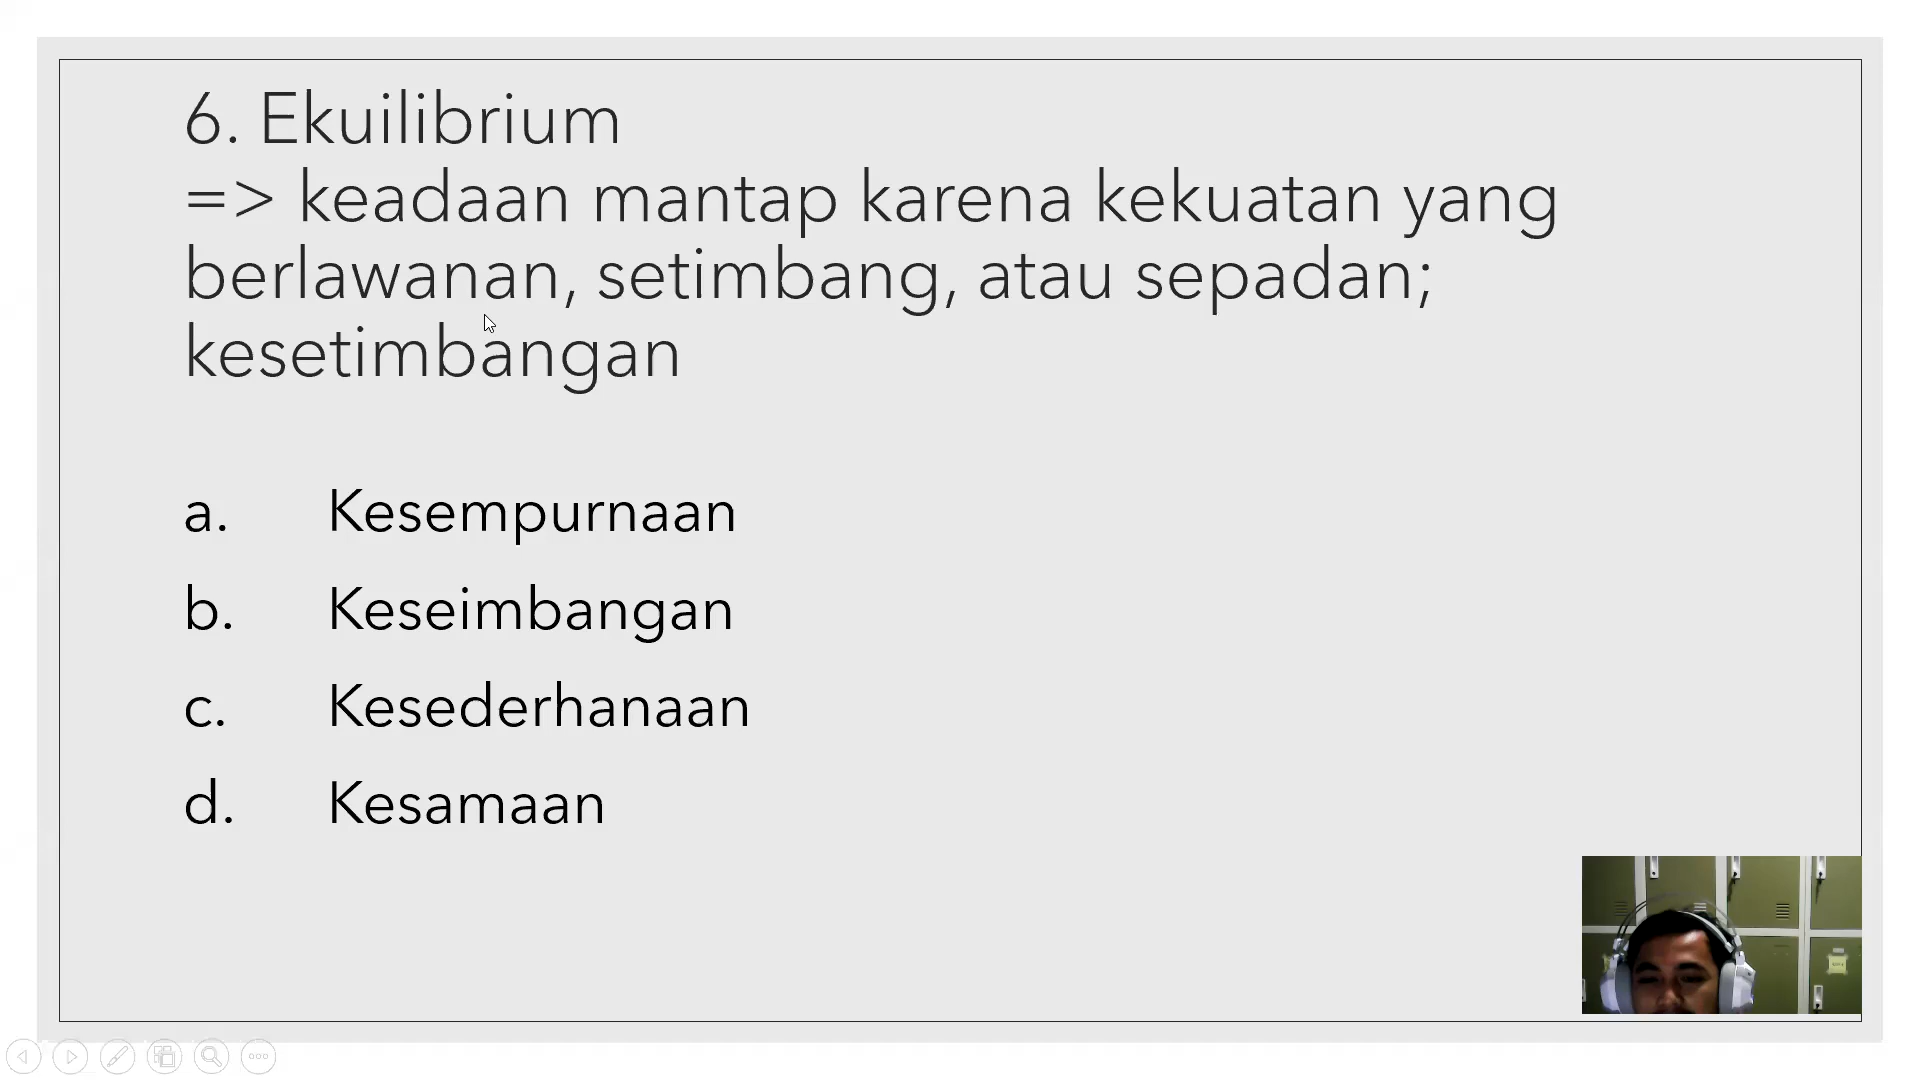 6. Ekuilibrium
=> keadaan mantap karena kekuatan yang
berlawanan, setimbang, atau sepadan;
kesetimbangan
a. Kesempurnaan
b. Keseimbangan
c. Kesederhanaan
d. Kesamaan